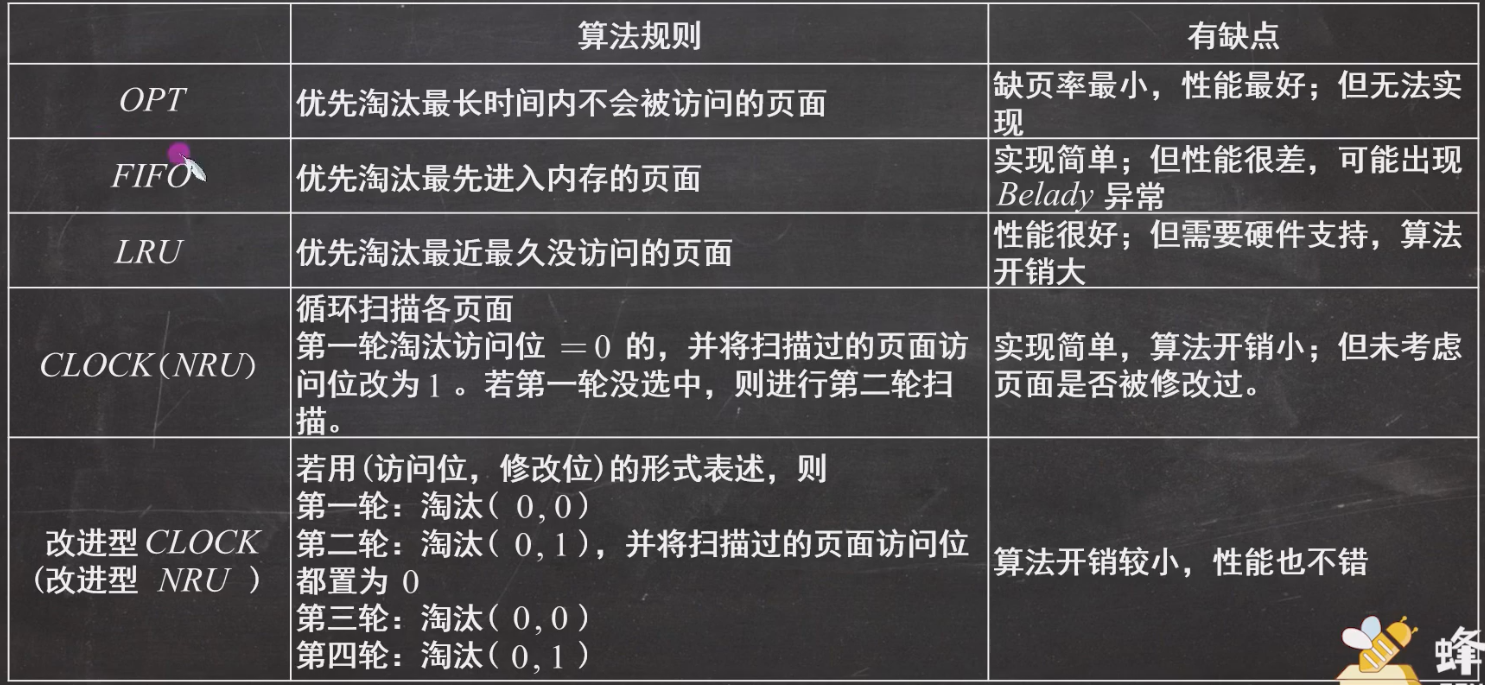 算法规则
有缺点
OPT
优先淘汰最长时间内不会被访问的页面
缺页率最小，性能最好；但无法实
现
FIFO
优先淘汰最先进入内存的页面
实现简单；但性能很差，可能出现
Belady 异常
LRU
优先淘汰最近最久没访问的页面
性能很好；但需要硬件支持，算法
开销大
CLOCK(NRU)
循环扫描各页面
第一轮淘汰访问位 =0 的，并将扫描过的页面访
问位改为1 。若第一轮没选中，则进行第二轮扫
描。
实现简单，算法开销小；但未考虑
页面是否被修改过。
改进型CLOCK
(改进型 NRU )
若用(访问位，修改位)的形式表述，则
第一轮：淘汰( 0,0)
第二轮：淘汰( 0,1)，并将扫描过的页面访问位
都置为 0
第三轮：淘汰( 0,0 )
第四轮：淘汰( 0,1 )
算法开销较小，性能也不错
蜂